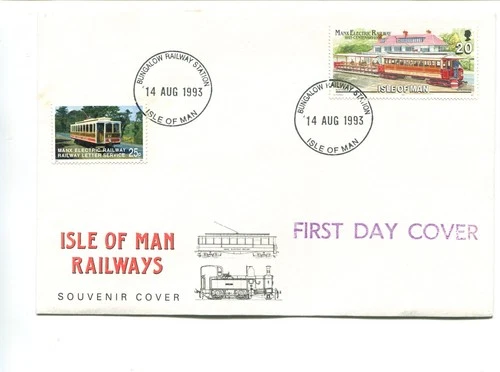 MANX ELECTRIC RAILWAY
20
ISLE OF MAN
BUNGALOW RAILWAY STATION
14 AUG 1993
ISLE OF MAN
BUNGALOW RAILWAY STATION
14 AUG 1993
ISLE OF MAN
MANX ELECTRIC RAILWAY
RAILWAY LETTER SERVICE 25p
FIRST DAY COVER
ISLE OF MAN
RAILWAYS
SOUVENIR COVER